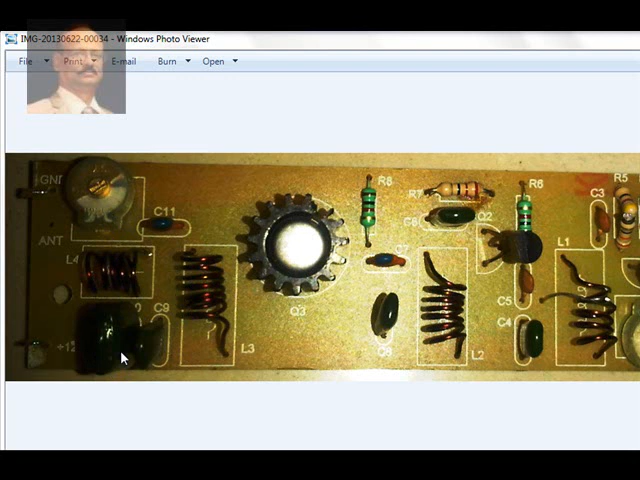 IMG-20130622-00034 - Windows Photo Viewer
File Print E-mail Burn Open
GND
ANT
L4
+12
C11
C9
L3
Q3
R8
C7
R7
C6
Q2
L2
R6
C5
C4
L1
C3
R5